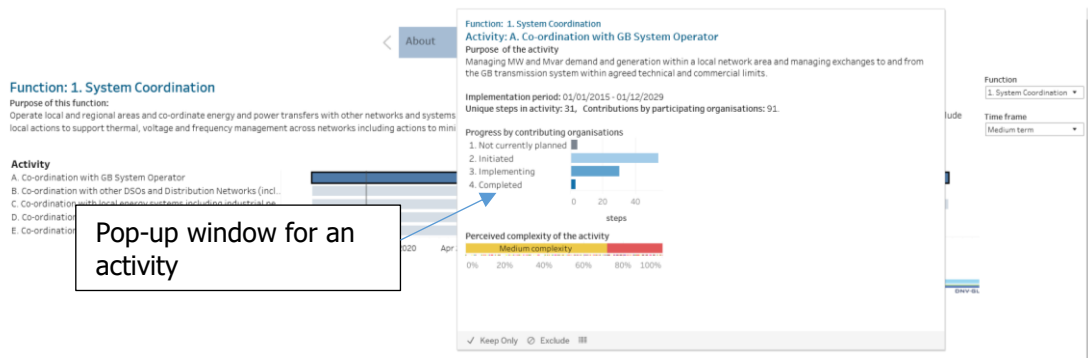 About
Function: 1. System Coordination
Purpose of this function:
Operate local and regional areas and co-ordinate energy and power transfers with other networks and systems
lude
local actions to support thermal, voltage and frequency management across networks including actions to mini
Activity
A. Co-ordination with GB System Operator
B. Co-ordination with other DSOs and Distribution Networks (incl..
C. Co-ordination with local energy systems including industrial ne..
D. Co-ordination
E. Co-ordination
2020
Apr
Pop-up window for an
activity
Function: 1. System Coordination
Activity: A. Co-ordination with GB System Operator
Purpose of the activity
Managing MW and Mvar demand and generation within a local network area and managing exchanges to and from
the GB transmission system within agreed technical and commercial limits.
Implementation period: 01/01/2015 - 01/12/2029
Unique steps in activity: 31, Contributions by participating organisations: 91.
Progress by contributing organisations
1. Not currently planned
2. Initiated
3. Implementing
4. Completed
0 20 40
steps
Perceived complexity of the activity
Medium complexity
0% 20% 40% 60% 80% 100%
Keep Only Exclude
Function
1. System Coordination
Time frame
Medium term
DNV·GL